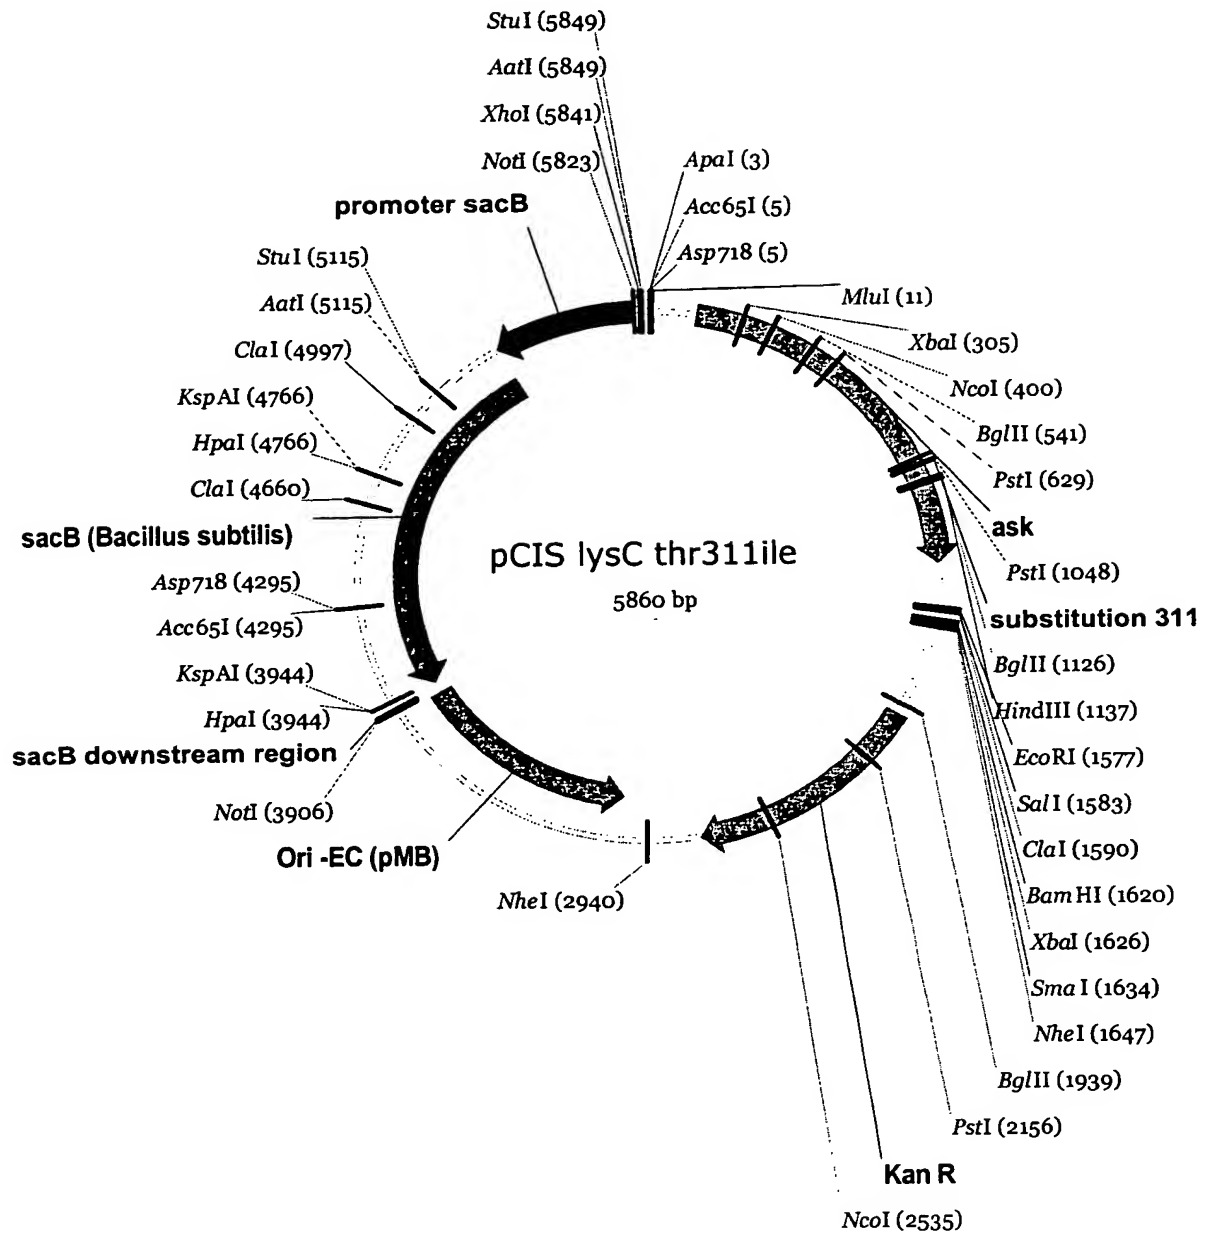 StuI (5849)
AatI (5849)
XhoI (5841)
NotI (5823)
ApaI (3)
Acc65I (5)
Asp718 (5)
MluI (11)
promoter sacB
StuI (5115)
AatI (5115)
ClaI (4997)
KspAI (4766)
HpaI (4766)
ClaI (4660)
sacB (Bacillus subtilis)
Asp718 (4295)
Acc65I (4295)
KspAI (3944)
HpaI (3944)
sacB downstream region
NotI (3906)
Ori -EC (pMB)
NheI (2940)
pCIS lysC thr311ile
5860 bp
XbaI (305)
NcoI (400)
BglII (541)
PstI (629)
ask
PstI (1048)
substitution 311
BglII (1126)
HindIII (1137)
EcoRI (1577)
SalI (1583)
ClaI (1590)
BamHI (1620)
XbaI (1626)
SmaI (1634)
NheI (1647)
BglII (1939)
PstI (2156)
Kan R
NcoI (2535)